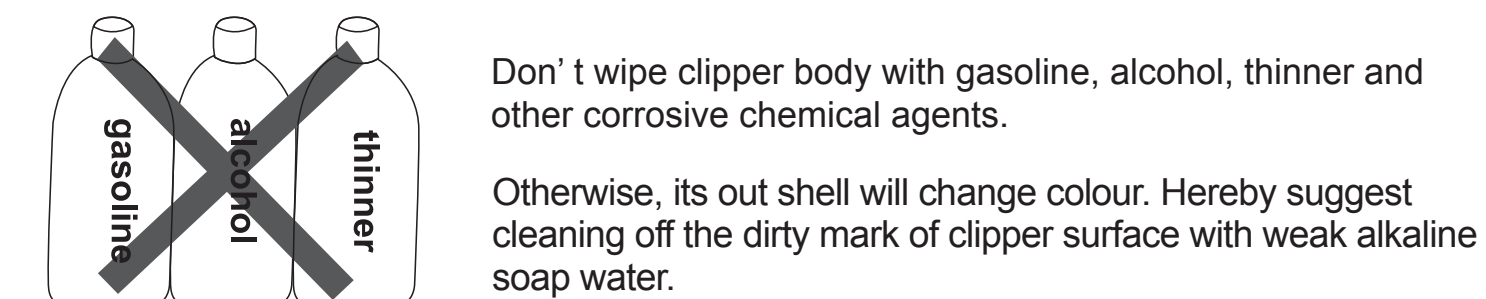 gasoline
alcohol
thinner
Don' t wipe clipper body with gasoline, alcohol, thinner and
other corrosive chemical agents.
Otherwise, its out shell will change colour. Hereby suggest
cleaning off the dirty mark of clipper surface with weak alkaline
soap water.